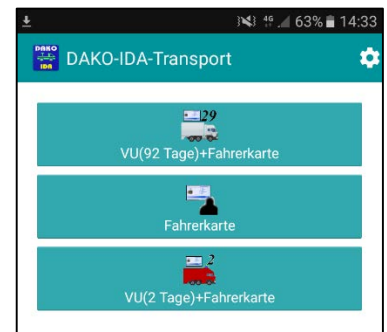 4G 63% 14:33
DAKO
IDA
DAKO-IDA-Transport
29
VU(92 Tage)+Fahrerkarte
Fahrerkarte
2
VU(2 Tage)+Fahrerkarte